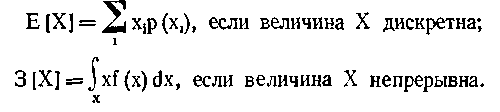 E [X] = ∑ xᵢp (xᵢ), если величина X дискретна;
i
З [X] = ∫ xf (x) dx, если величина X непрерывна.
x